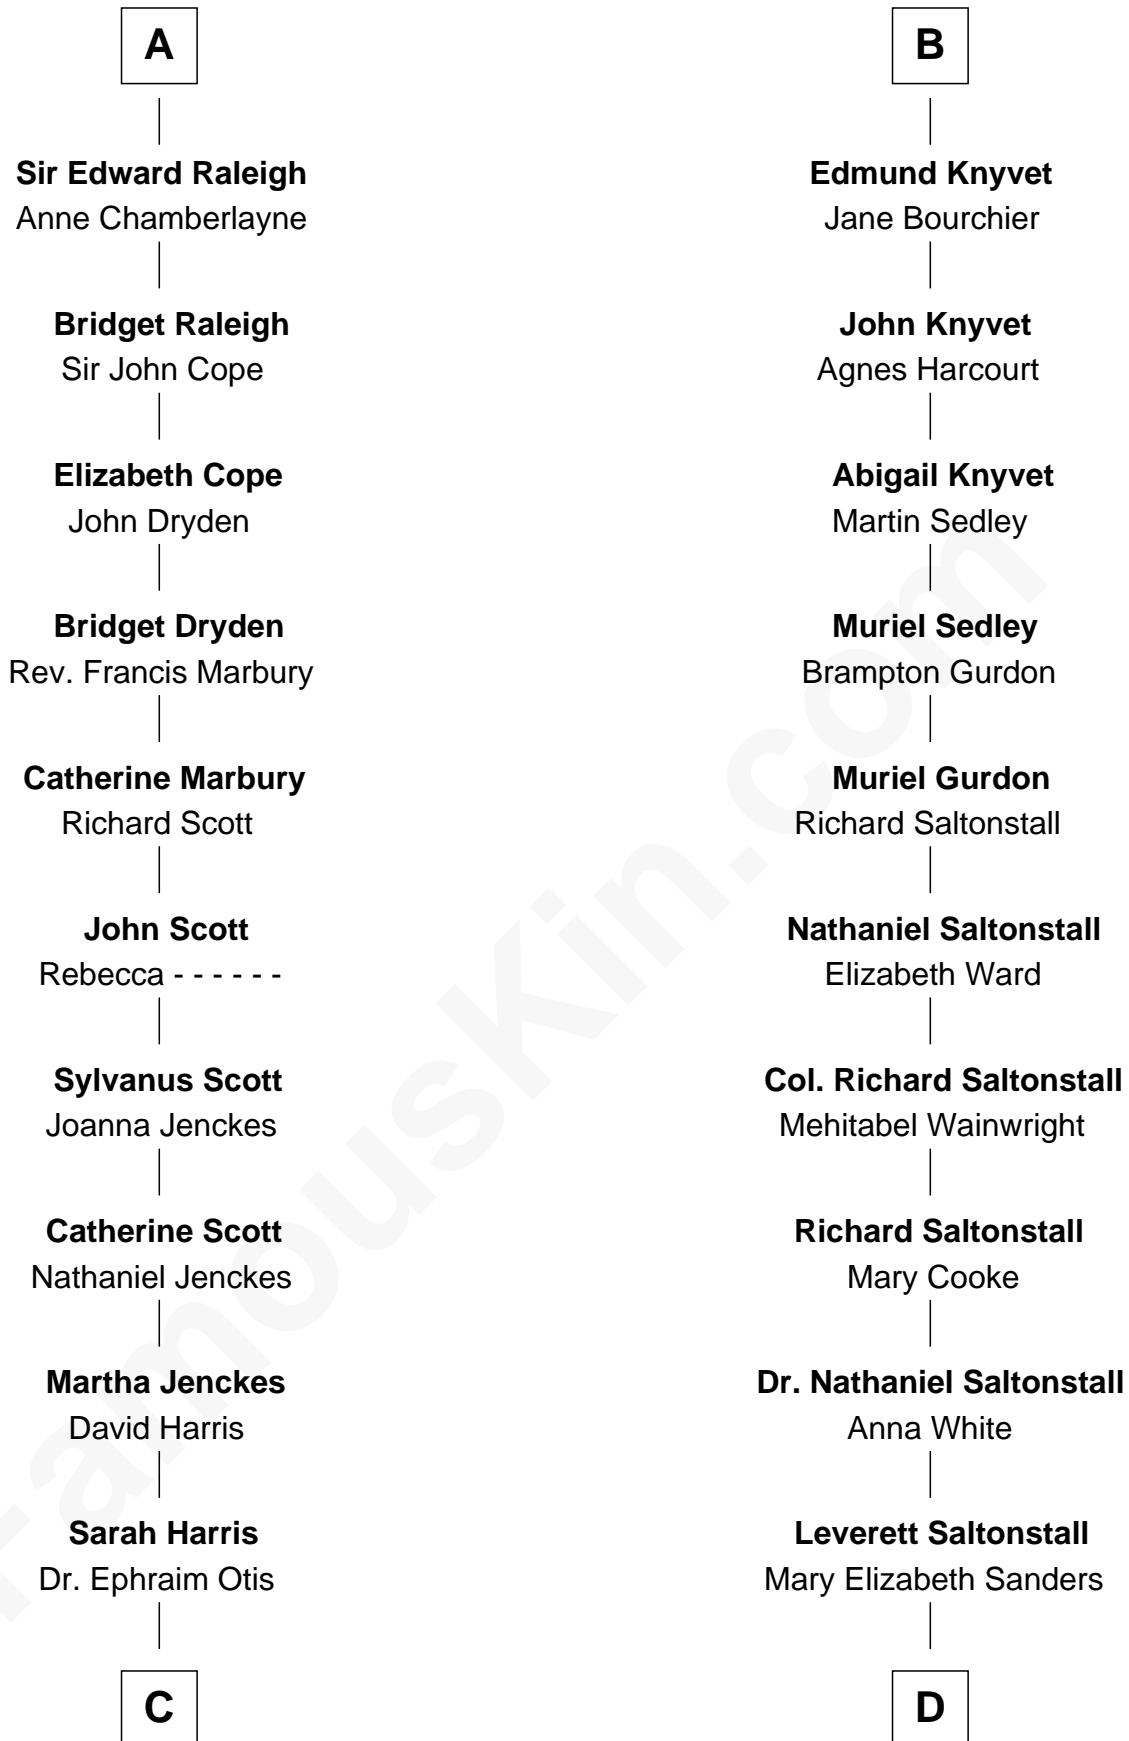 A
Sir Edward Raleigh
Anne Chamberlayne
Bridget Raleigh
Sir John Cope
Elizabeth Cope
John Dryden
Bridget Dryden
Rev. Francis Marbury
Catherine Marbury
Richard Scott
John Scott
Rebecca - - - - - -
Sylvanus Scott
Joanna Jenckes
Catherine Scott
Nathaniel Jenckes
Martha Jenckes
David Harris
Sarah Harris
Dr. Ephraim Otis
C
B
Edmund Knyvet
Jane Bourchier
John Knyvet
Agnes Harcourt
Abigail Knyvet
Martin Sedley
Muriel Sedley
Brampton Gurdon
Muriel Gurdon
Richard Saltonstall
Nathaniel Saltonstall
Elizabeth Ward
Col. Richard Saltonstall
Mehitabel Wainwright
Richard Saltonstall
Mary Cooke
Dr. Nathaniel Saltonstall
Anna White
Leverett Saltonstall
Mary Elizabeth Sanders
D
FamousKin.com